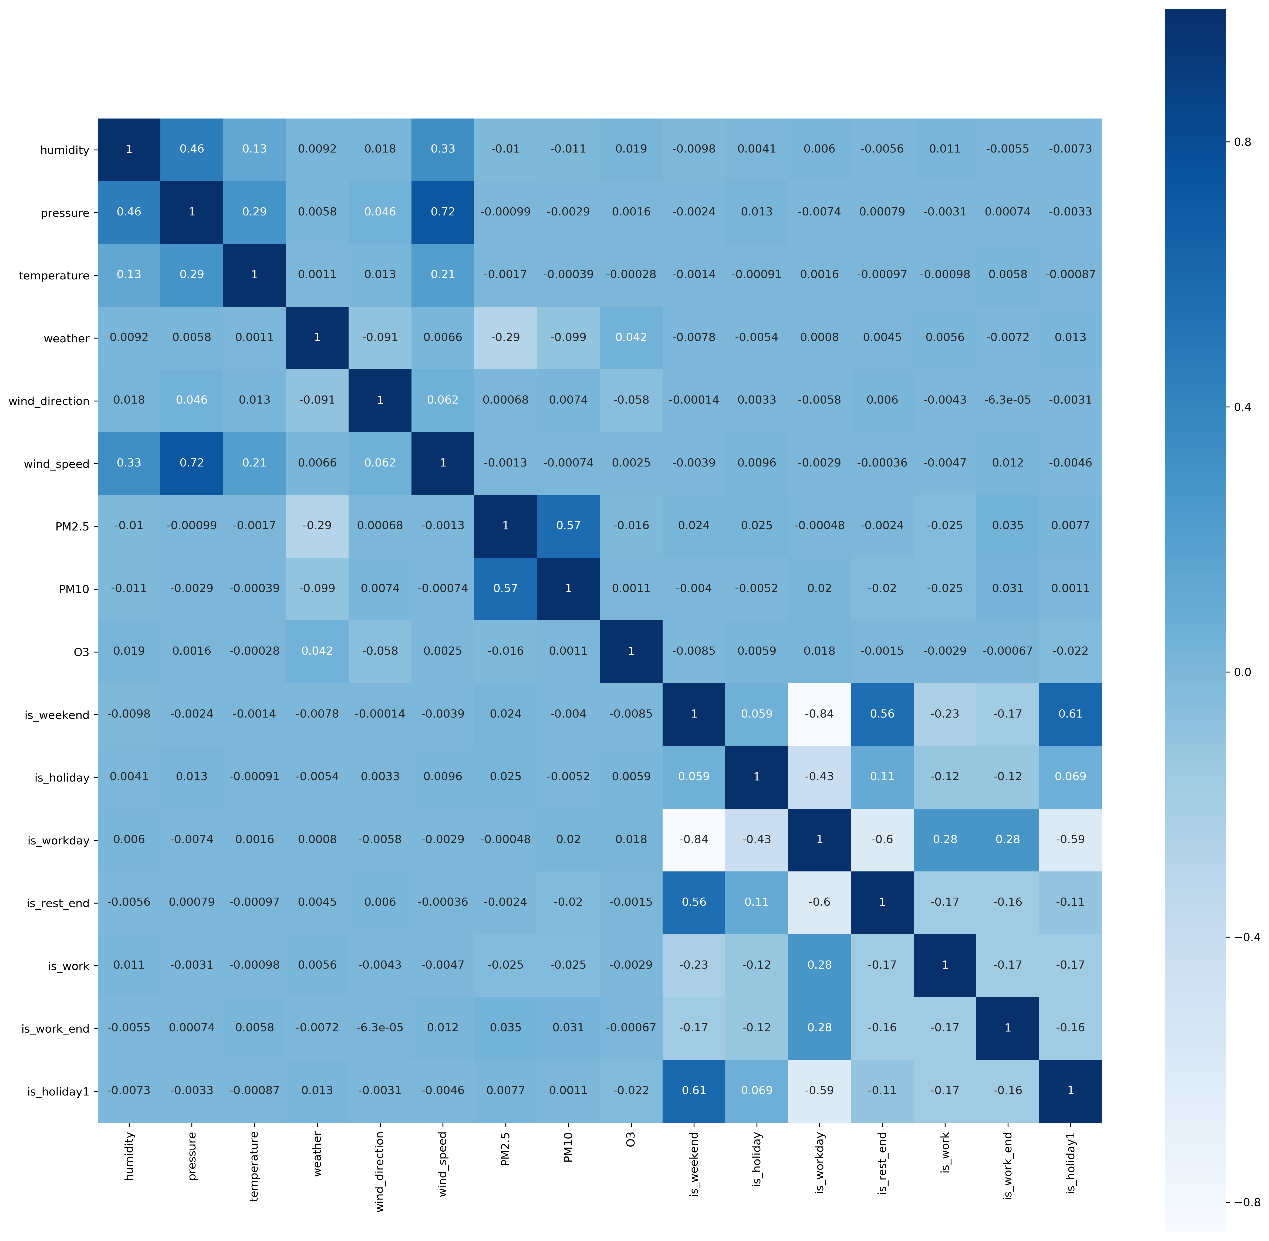 humidity 1 0.46 0.13 0.0092 0.018 0.33 -0.01 -0.011 0.019 -0.0098 0.0041 0.006 -0.0056 0.011 -0.0055 -0.0073
0.8
pressure 0.46 1 0.29 0.0058 0.046 0.72 -0.00099 -0.0029 0.0016 -0.0024 0.013 -0.0074 0.00079 -0.0031 0.00074 -0.0033
temperature 0.13 0.29 1 0.0011 0.013 0.21 -0.0017 -0.00039 -0.00028 -0.0014 -0.00091 0.0016 -0.00097 -0.00098 0.0058 -0.00087
weather 0.0092 0.0058 0.0011 1 -0.091 0.0066 -0.29 -0.099 0.042 -0.0078 -0.0054 0.0008 0.0045 0.0056 -0.0072 0.013
wind_direction 0.018 0.046 0.013 -0.091 1 0.062 0.00068 0.0074 -0.058 -0.00014 0.0033 -0.0058 0.006 -0.0043 -6.3e-05 -0.0031
0.4
wind_speed 0.33 0.72 0.21 0.0066 0.062 1 -0.0013 -0.00074 0.0025 -0.0039 0.0096 -0.0029 -0.00036 -0.0047 0.012 -0.0046
PM2.5 -0.01 -0.00099 -0.0017 -0.29 0.00068 -0.0013 1 0.57 -0.016 0.024 0.025 -0.00048 -0.0024 -0.025 0.035 0.0077
PM10 -0.011 -0.0029 -0.00039 -0.099 0.0074 -0.00074 0.57 1 0.0011 -0.004 -0.0052 0.02 -0.02 -0.025 0.031 0.0011
O3 0.019 0.0016 -0.00028 0.042 -0.058 0.0025 -0.016 0.0011 1 -0.0085 0.0059 0.018 -0.0015 -0.0029 -0.00067 -0.022
0.0
is_weekend -0.0098 -0.0024 -0.0014 -0.0078 -0.00014 -0.0039 0.024 -0.004 -0.0085 1 0.059 -0.84 0.56 -0.23 -0.17 0.61
is_holiday 0.0041 0.013 -0.00091 -0.0054 0.0033 0.0096 0.025 -0.0052 0.0059 0.059 1 -0.43 0.11 -0.12 -0.12 0.069
is_workday 0.006 -0.0074 0.0016 0.0008 -0.0058 -0.0029 -0.00048 0.02 0.018 -0.84 -0.43 1 -0.6 0.28 0.28 -0.59
is_rest_end -0.0056 0.00079 -0.00097 0.0045 0.006 -0.00036 -0.0024 -0.02 -0.0015 0.56 0.11 -0.6 1 -0.17 -0.16 -0.11
−0.4
is_work 0.011 -0.0031 -0.00098 0.0056 -0.0043 -0.0047 -0.025 -0.025 -0.0029 -0.23 -0.12 0.28 -0.17 1 -0.17 -0.17
is_work_end -0.0055 0.00074 0.0058 -0.0072 -6.3e-05 0.012 0.035 0.031 -0.00067 -0.17 -0.12 0.28 -0.16 -0.17 1 -0.16
is_holiday1 -0.0073 -0.0033 -0.00087 0.013 -0.0031 -0.0046 0.0077 0.0011 -0.022 0.61 0.069 -0.59 -0.11 -0.17 -0.16 1
humidity pressure temperature weather wind_direction wind_speed PM2.5 PM10 O3 is_weekend is_holiday is_workday is_rest_end is_work is_work_end is_holiday1
−0.8